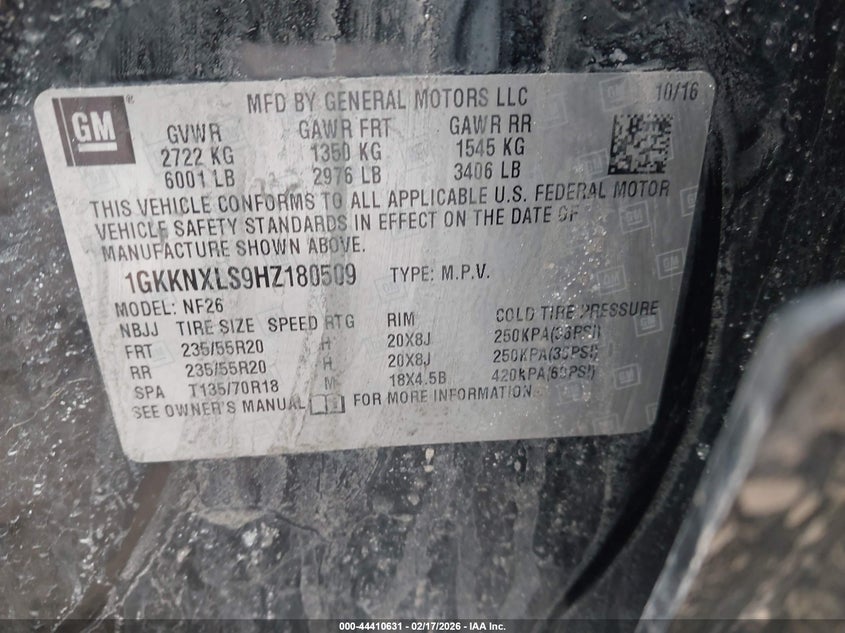 GM
MFD BY GENERAL MOTORS LLC 10/16
GVWR GAWR FRT GAWR RR
2722 KG 1350 KG 1545 KG
6001 LB 2976 LB 3406 LB
THIS VEHICLE CONFORMS TO ALL APPLICABLE U.S. FEDERAL MOTOR
VEHICLE SAFETY STANDARDS IN EFFECT ON THE DATE OF
MANUFACTURE SHOWN ABOVE.
1GKKNXLS9HZ180509 TYPE: M.P.V.
MODEL: NF26
NBJJ TIRE SIZE SPEED RTG RIM COLD TIRE PRESSURE
FRT 235/55R20 H 20X8J 250KPA(36PSI)
RR 235/55R20 H 20X8J 250KPA(36PSI)
SPA T135/70R18 M 18X4.5B 420KPA(60PSI)
SEE OWNER'S MANUAL FOR MORE INFORMATION
000-44410631 - 02/17/2026 - IAA Inc.